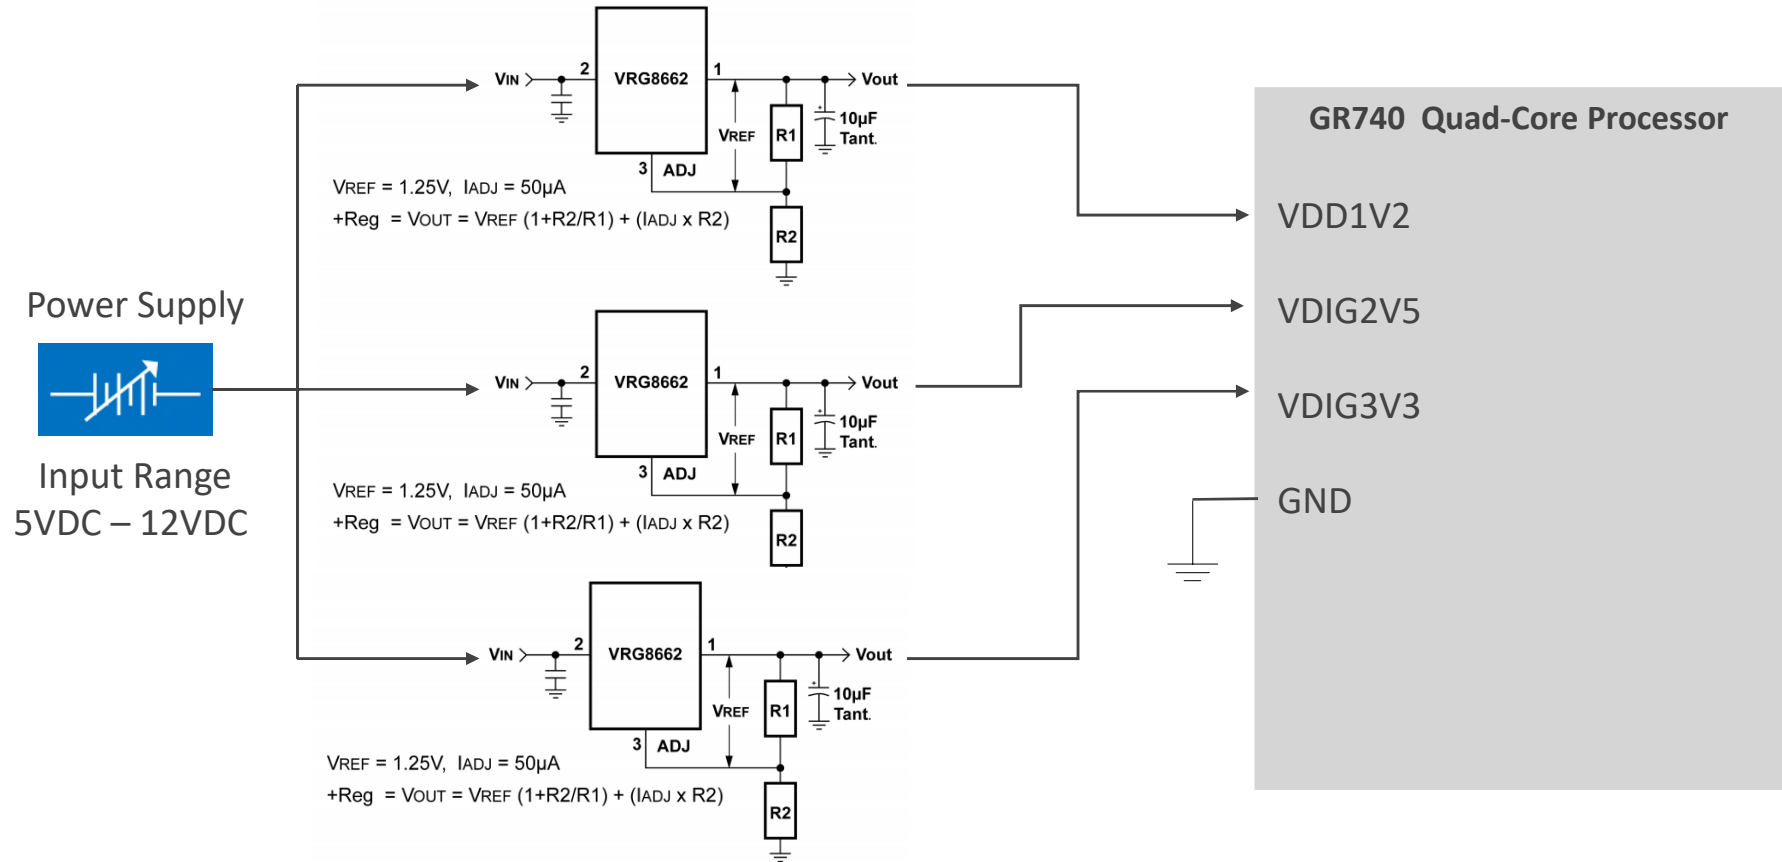 VIN
2
VRG8662
1
Vout
VREF
R1
10µF
Tant.
3
ADJ
VREF = 1.25V, IADJ = 50µA
+Reg = VOUT = VREF (1+R2/R1) + (IADJ x R2)
R2
Power Supply
Input Range
5VDC – 12VDC
VIN
2
VRG8662
1
Vout
VREF
R1
10µF
Tant.
3
ADJ
VREF = 1.25V, IADJ = 50µA
+Reg = VOUT = VREF (1+R2/R1) + (IADJ x R2)
R2
VIN
2
VRG8662
1
Vout
VREF
R1
10µF
Tant.
3
ADJ
VREF = 1.25V, IADJ = 50µA
+Reg = VOUT = VREF (1+R2/R1) + (IADJ x R2)
R2
GR740 Quad-Core Processor
VDD1V2
VDIG2V5
VDIG3V3
GND